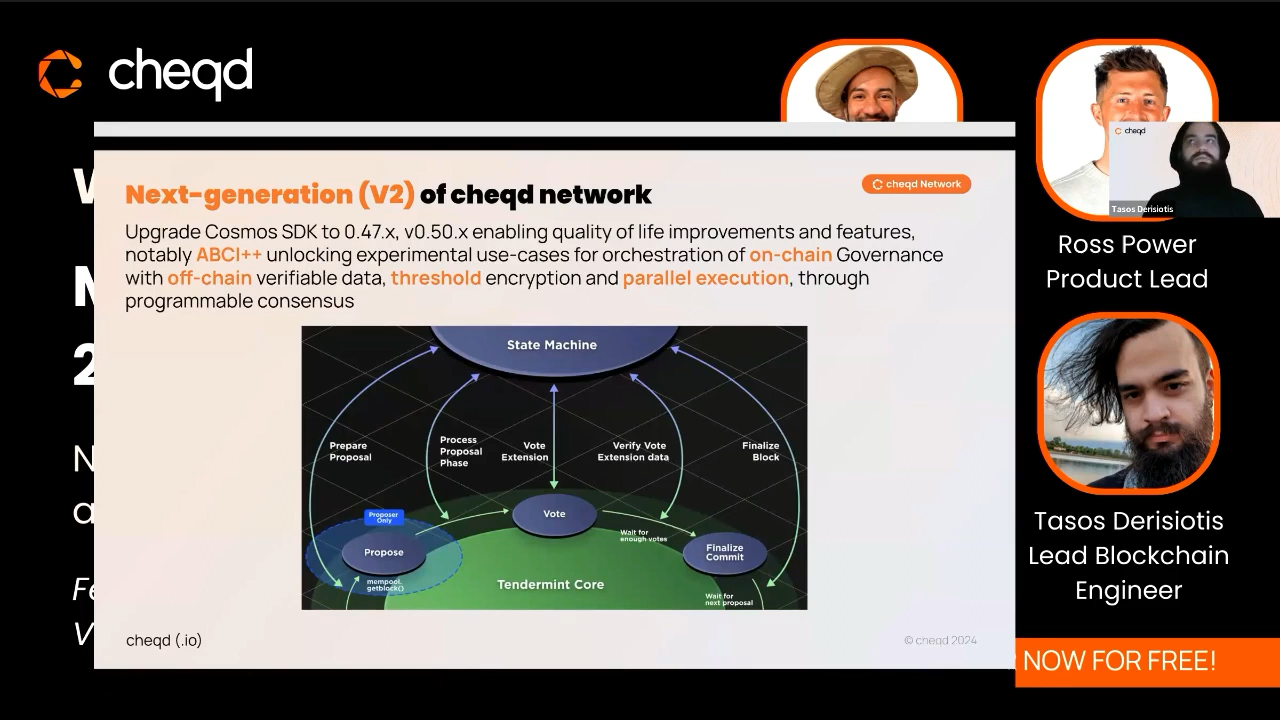 cheqd
cheqd
Tasos Derisiotis
Next-generation (V2) of cheqd network
cheqd Network
Upgrade Cosmos SDK to 0.47.x, v0.50.x enabling quality of life improvements and features,
notably ABCI++ unlocking experimental use-cases for orchestration of on-chain Governance
with off-chain verifiable data, threshold encryption and parallel execution, through
programmable consensus
State Machine
Prepare
Proposal
Process
Proposal
Phase
Vote
Extension
Verify Vote
Extension data
Finalize
Block
Proposer
Only
Propose
mempool.
getblock()
Vote
Wait for
enough votes
Finalize
Commit
Tendermint Core
Wait for
next proposal
cheqd (.io)
© cheqd 2024
Ross Power
Product Lead
Tasos Derisiotis
Lead Blockchain
Engineer
NOW FOR FREE!